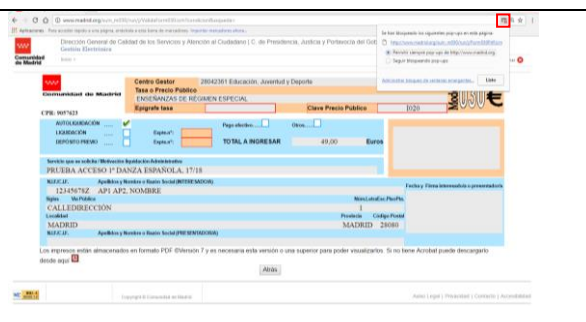 www.madrid.org
Aplicaciones
Dirección General de Calidad de los Servicios y Atención al Ciudadano | C. de Presidencia, Justicia y Portavocía del Gob
Gestión Electrónica
Comunidad
de Madrid
Se han bloqueado los siguientes pop-ups en esta página:
Permitir siempre pop-ups de http://www.madrid.org
Seguir bloqueando pop-ups
Listo
Centro Gestor 28042361 Educación, Juventud y Deporte
Tasa o Precio Público
ENSEÑANZAS DE RÉGIMEN ESPECIAL
Comunidad de Madrid
Epígrafe tasa Clave Precio Público 1020
Modelo 030 €
CPR: 9057623
AUTOLIQUIDACIÓN ✔ Pago efectivo Otros
LIQUIDACIÓN Expte.nº:
DEPÓSITO PREVIO Expte.nº: TOTAL A INGRESAR 49,00 Euros
Servicio que se solicita / Motivación liquidación Administrativa
PRUEBA ACCESO 1º DANZA ESPAÑOLA, 17/18
N.I.F./C.I.F. Apellidos y Nombre o Razón Social (INTERESADO/A)
Fecha y Firma interesado/a o presentador/a
12345678Z AP1 AP2, NOMBRE
Siglas Vía Pública Núm/Letra Esc. Piso Pta.
CALLEDIRECCIÓN 1
Localidad Provincia Código Postal
MADRID MADRID 28080
N.I.F./C.I.F. Apellidos y Nombre o Razón Social (PRESENTADOR/A)
Los impresos están almacenados en formato PDF ©Versión 7 y es necesaria esta versión o una superior para poder visualizarlos. Si no tiene Acrobat puede descargarlo
desde aquí
Atrás
Copyright © Comunidad de Madrid
Aviso Legal | Privacidad | Contacto | Accesibilidad